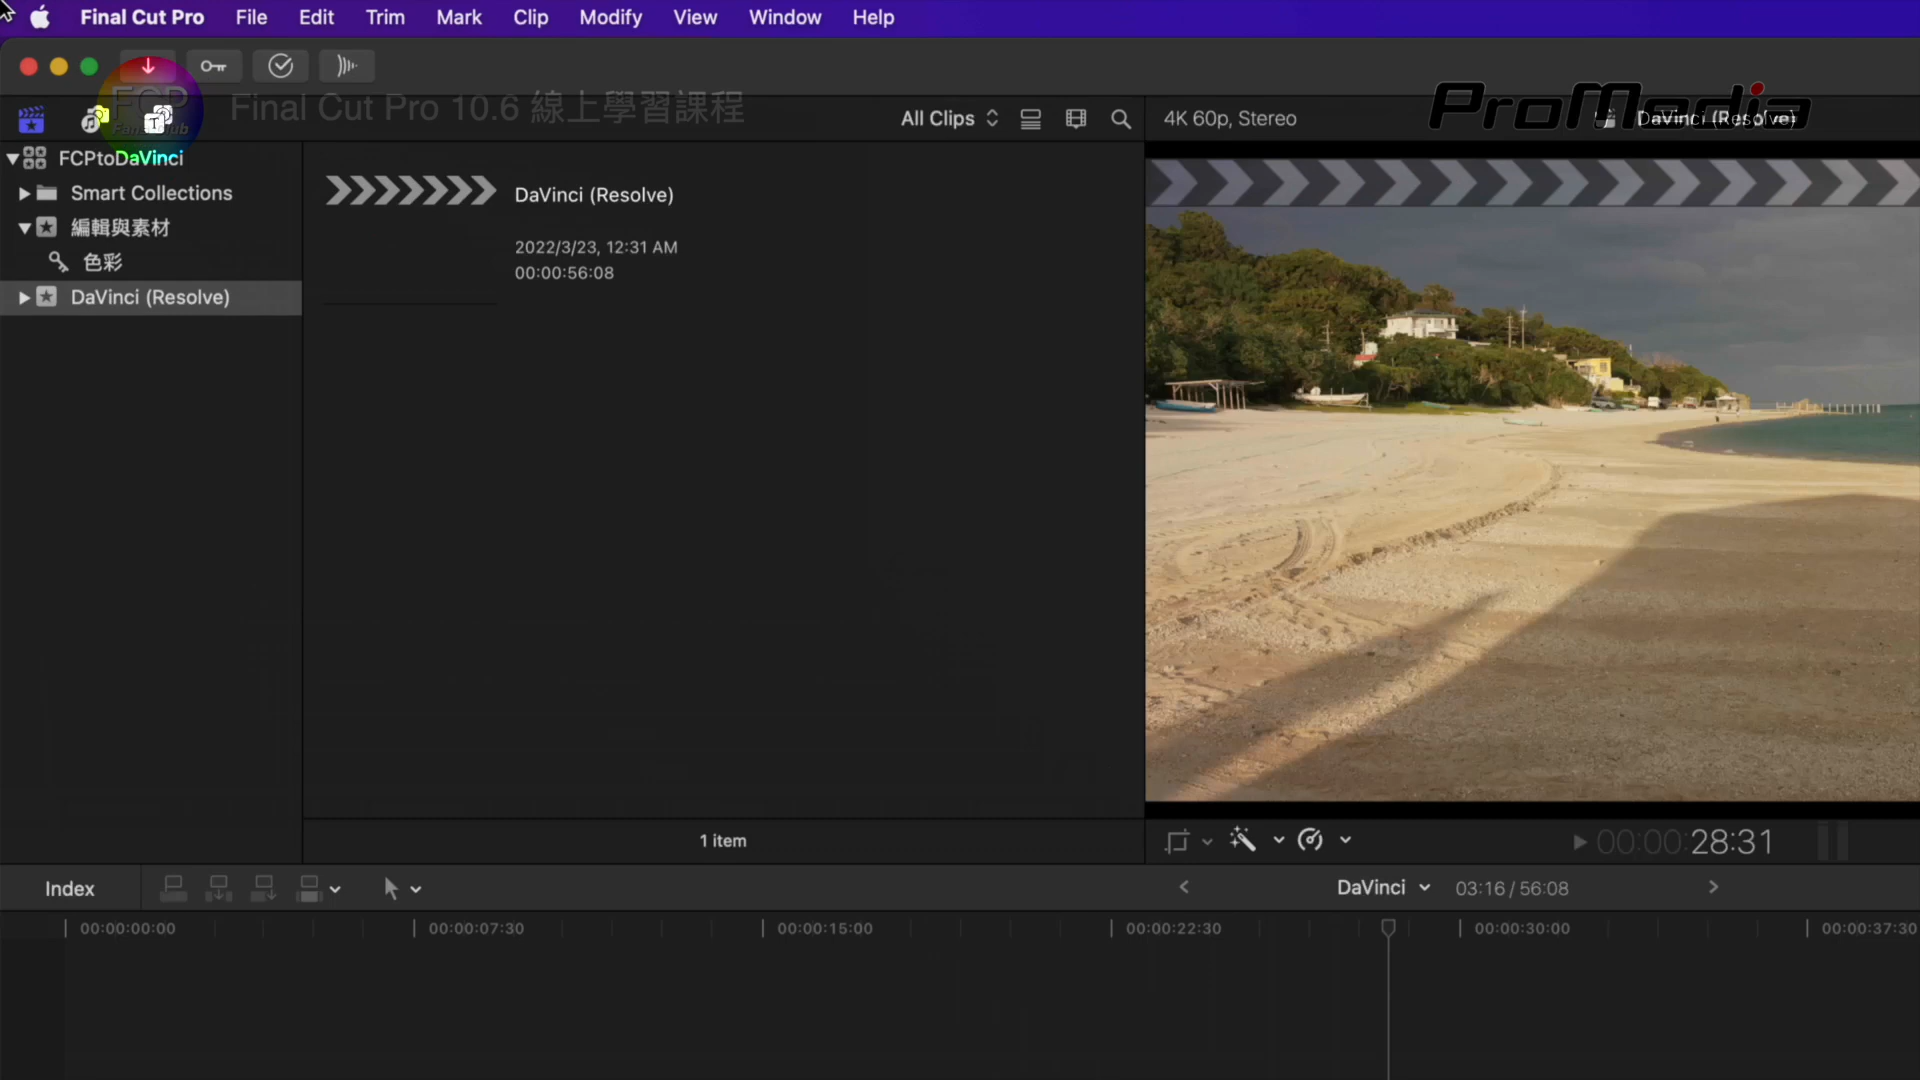 Final Cut Pro File Edit Trim Mark Clip Modify View Window Help
FCP
Fans Club
Final Cut Pro 10.6 線上學習課程
All Clips
4K 60p, Stereo
ProMedia
DaVinci (Resolve)
FCPtoDaVinci
Smart Collections
編輯與素材
色彩
DaVinci (Resolve)
DaVinci (Resolve)
2022/3/23, 12:31 AM
00:00:56:08
1 item
00:00:28:31
Index
DaVinci
03:16 / 56:08
00:00:00:00 00:00:07:30 00:00:15:00 00:00:22:30 00:00:30:00 00:00:37:30